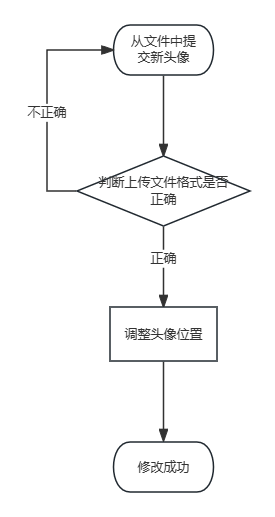 从文件中提
交新头像
不正确
判断上传文件格式是否
正确
正确
调整头像位置
修改成功